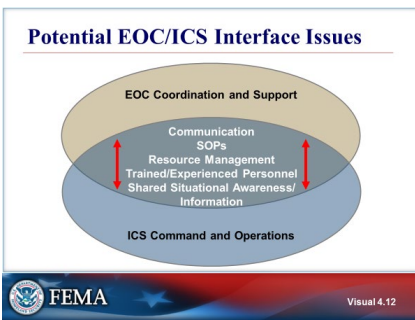 Potential EOC/ICS Interface Issues
EOC Coordination and Support
Communication
SOPs
Resource Management
Trained/Experienced Personnel
Shared Situational Awareness/
Information
ICS Command and Operations
FEMA
Visual 4.12